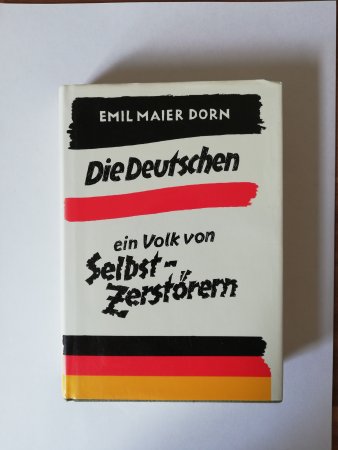 EMIL MAIER DORN
Die Deutschen
ein Volk von
Selbst-
Zerstörern